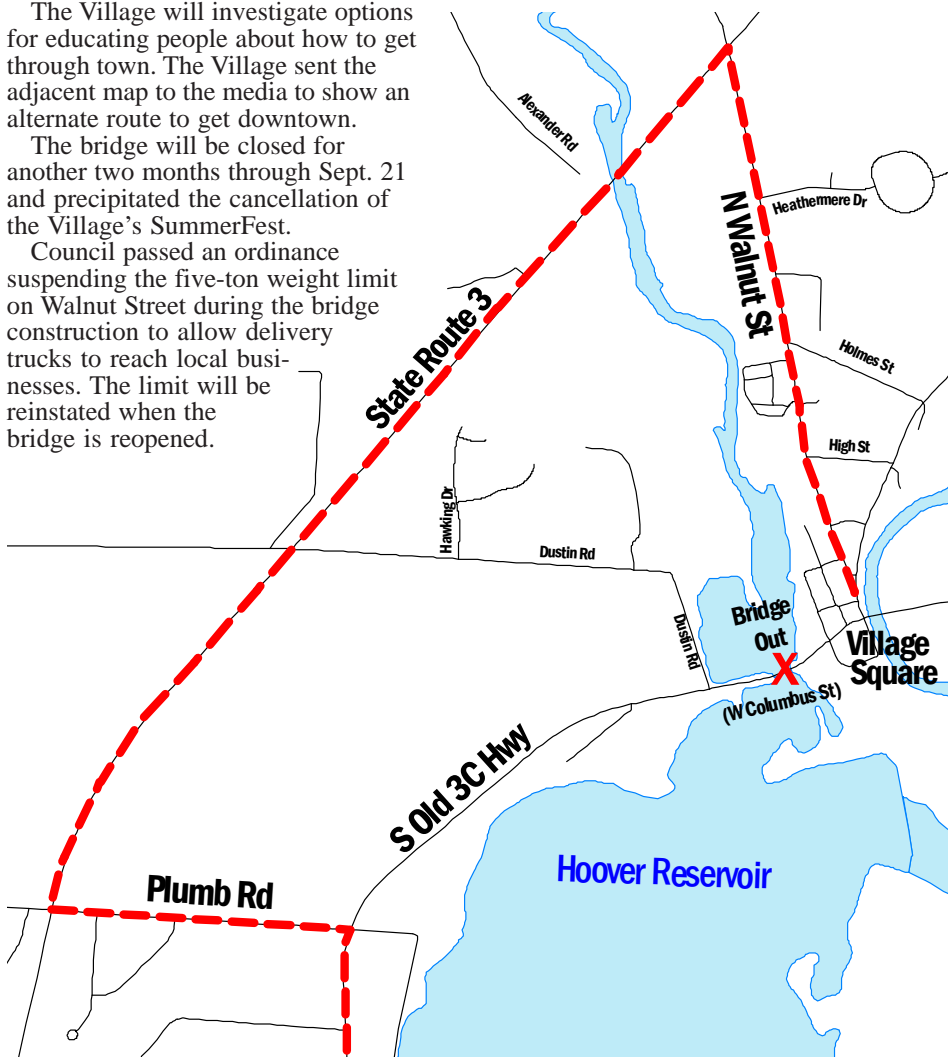 The Village will investigate options
for educating people about how to get
through town. The Village sent the
adjacent map to the media to show an
alternate route to get downtown.
The bridge will be closed for
another two months through Sept. 21
and precipitated the cancellation of
the Village's SummerFest.
Council passed an ordinance
suspending the five-ton weight limit
on Walnut Street during the bridge
construction to allow delivery
trucks to reach local busi-
nesses. The limit will be
reinstated when the
bridge is reopened.
Alexander Rd
Heathermere Dr
N Walnut St
State Route 3
Holmes St
High St
Hawking Dr
Dustin Rd
Dustin Rd
Bridge
Out
X
Village
Square
(W Columbus St)
S Old 3C Hwy
Hoover Reservoir
Plumb Rd